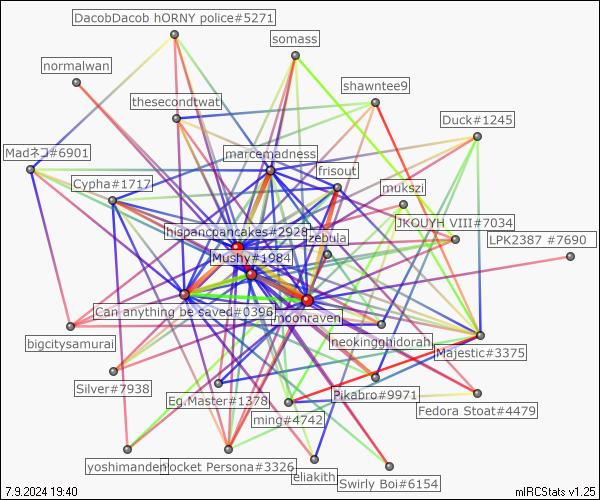 DacobDacob hORNY police#5271
somass
normalwan
shawntee9
thesecondtwat
Duck#1245
Madネコ#6901
marcemadness
frisout
Cypha#1717
mukszi
JKOUYH VIII#7034
hispancpancakes#2928
zebula
LPK2387 #7690
Mushy#1984
Can anything be saved#0396
noonraven
neokingghidorah
bigcitysamurai
Majestic#3375
Silver#7938
Eg.Master#1378
Pikabro#9971
Fedora Stoat#4479
ming#4742
yoshimanden
ocket Persona#3326
eliakith
Swirly Boi#6154
7.9.2024 19:40
mIRCStats v1.25